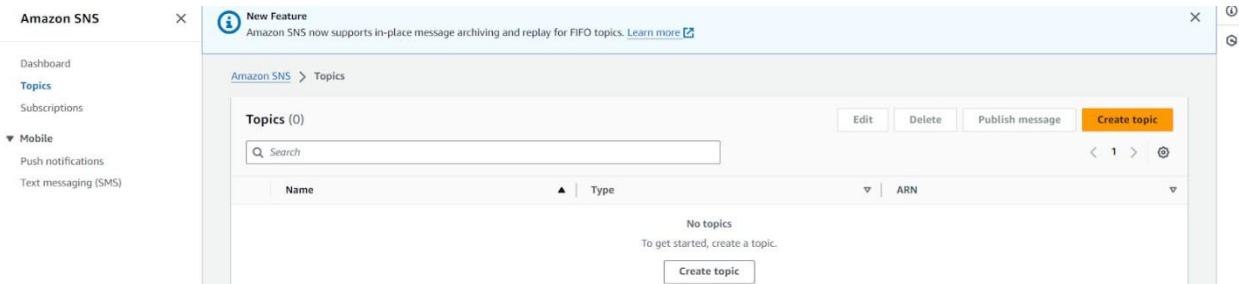 Amazon SNS
Dashboard
Topics
Subscriptions
Mobile
Push notifications
Text messaging (SMS)
New Feature
Amazon SNS now supports in-place message archiving and replay for FIFO topics. Learn more
Amazon SNS > Topics
Topics (0)
Edit Delete Publish message Create topic
Search
< 1 >
Name Type ARN
No topics
To get started, create a topic.
Create topic